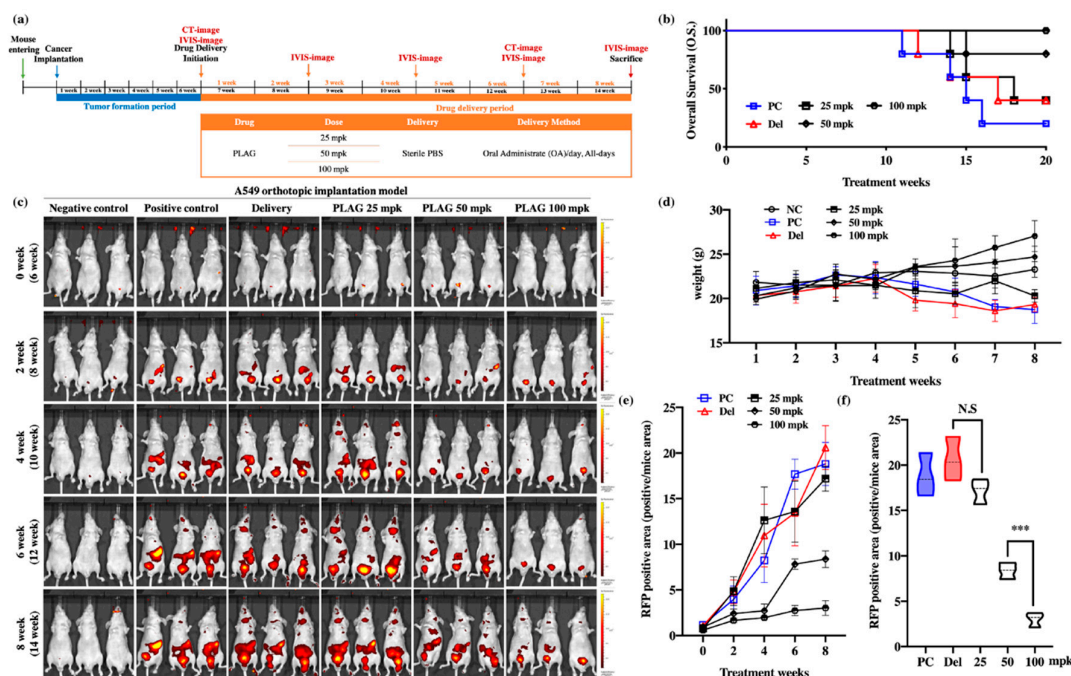 (a)
CT-image
IVIS-image
Mouse entering
Cancer Implantation
Drug Delivery Initiation
IVIS-image
IVIS-image
CT-image
IVIS-image
IVIS-image
Sacrifice
1 week 2 week 3 week 4 week 5 week 6 week 7 week 8 week
1 week 2 week 3 week 4 week 5 week 6 week 7 week 8 week 9 week 10 week 11 week 12 week 13 week 14 week
Tumor formation period
Drug delivery period
Drug Dose Delivery Delivery Method
25 mpk
PLAG 50 mpk Sterile PBS Oral Administrate (OA)/day, All-days
100 mpk
(b)
Overall Survival (O.S.)
100
50
0
PC 25 mpk 100 mpk
Del 50 mpk
0 5 10 15 20
Treatment weeks
(c)
A549 orthotopic implantation model
Negative control Positive control Delivery PLAG 25 mpk PLAG 50 mpk PLAG 100 mpk
0 week
(6 week)
2 week
(8 week)
4 week
(10 week)
6 week
(12 week)
8 week
(14 week)
(d)
weight (g)
30
25
20
15
NC 25 mpk
PC 50 mpk
Del 100 mpk
1 2 3 4 5 6 7 8
Treatment weeks
(e)
RFP positive area (positive/mice area)
25
20
15
10
5
0
PC 25 mpk
Del 50 mpk
100 mpk
0 2 4 6 8
Treatment weeks
(f)
RFP positive area (positive/mice area)
25
20
15
10
5
0
N.S
***
PC Del 25 50 100 mpk